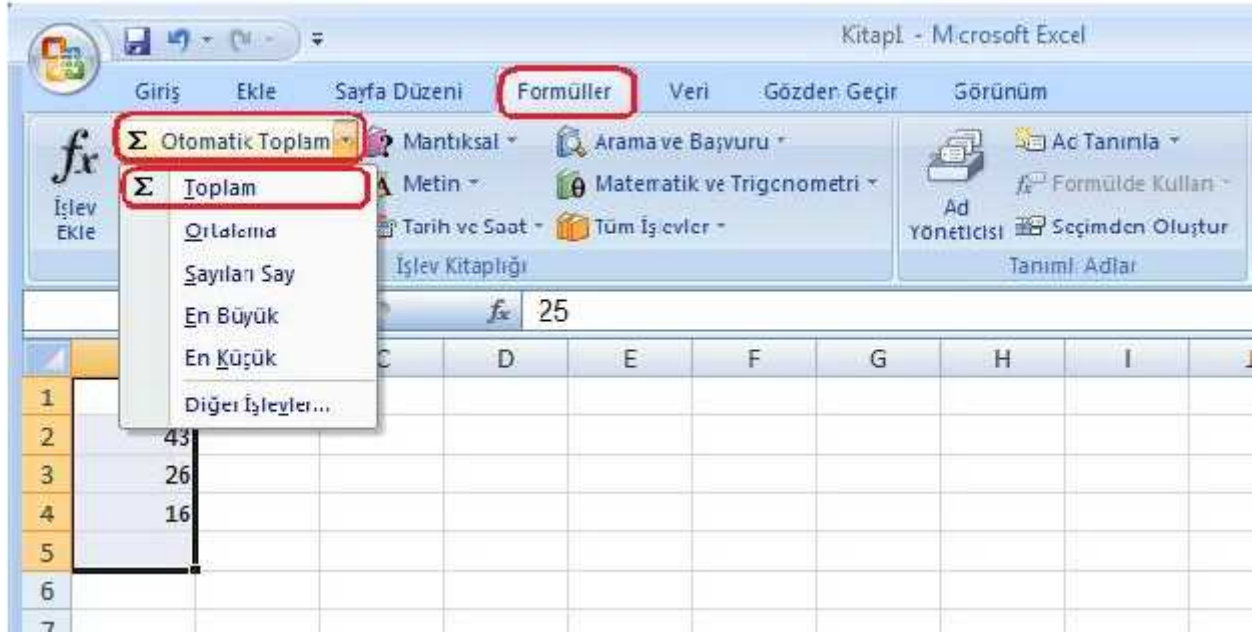 Kitap1 - Microsoft Excel
Giriş Ekle Sayfa Düzeni Formüller Veri Gözden Geçir Görünüm
fx İşlev Ekle
Σ Otomatik Toplam
Mantıksal
Arama ve Başvuru
Ad Tanımla
Σ Toplam
Metin
Matematik ve Trigonometri
Ad Yöneticisi
Formülde Kullan
Ortalama
Tarih ve Saat
Tüm İşlevler
Seçimden Oluştur
İşlev Kitaplığı
Tanımlı Adlar
Sayıları Say
En Büyük
En Küçük
Diğer İşlevler...
fx 25
C D E F G H I J
1
2 43
3 26
4 16
5
6
7